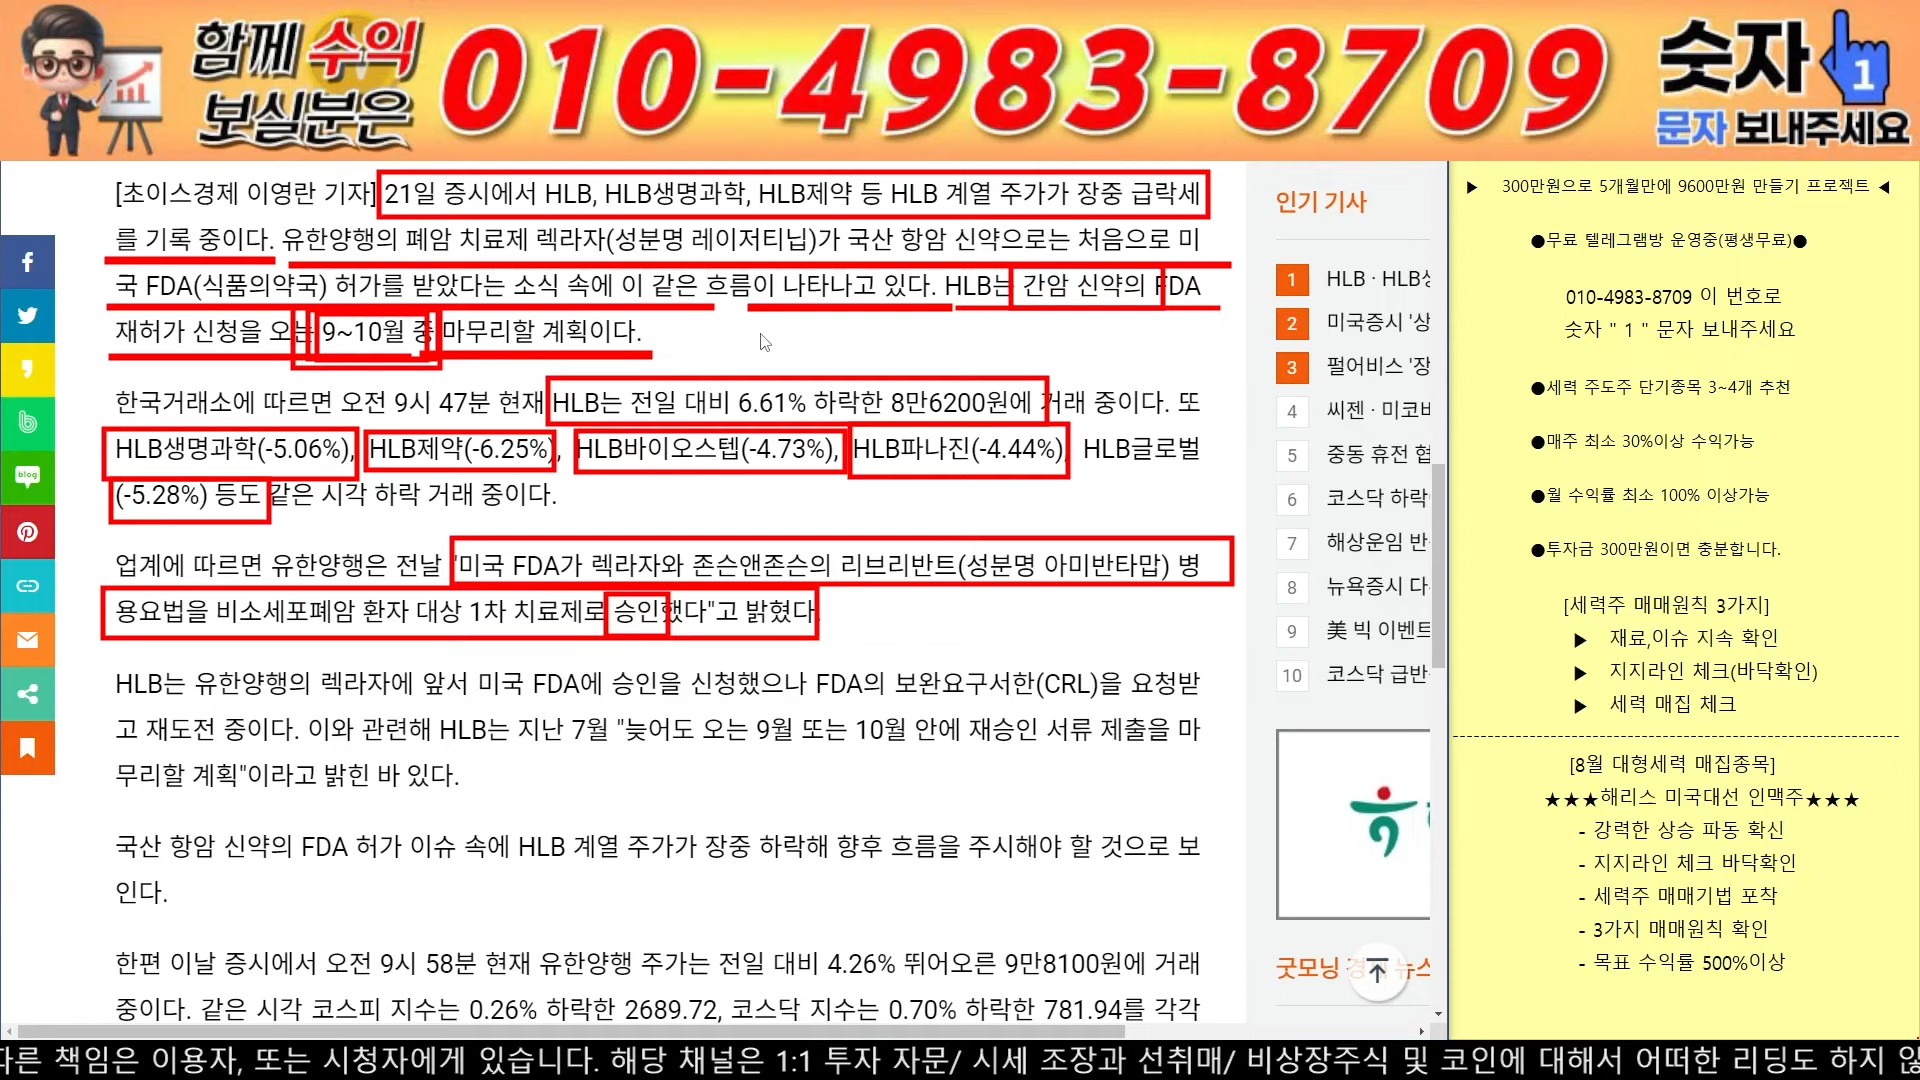 함께 수익
보실분은
010-4983-8709
숫자
1
문자 보내주세요
[초이스경제 이영란 기자] 21일 증시에서 HLB, HLB생명과학, HLB제약 등 HLB 계열 주가가 장중 급락세
를 기록 중이다. 유한양행의 폐암 치료제 렉라자(성분명 레이저티닙)가 국산 항암 신약으로는 처음으로 미
국 FDA(식품의약국) 허가를 받았다는 소식 속에 이 같은 흐름이 나타나고 있다. HLB는 간암 신약의 FDA
재허가 신청을 오는 9~10월 중 마무리할 계획이다.
한국거래소에 따르면 오전 9시 47분 현재 HLB는 전일 대비 6.61% 하락한 8만6200원에 거래 중이다. 또
HLB생명과학(-5.06%), HLB제약(-6.25%), HLB바이오스텝(-4.73%), HLB파나진(-4.44%), HLB글로벌
(-5.28%) 등도 같은 시각 하락 거래 중이다.
업계에 따르면 유한양행은 전날 "미국 FDA가 렉라자와 존슨앤존슨의 리브리반트(성분명 아미반타맙) 병
용요법을 비소세포폐암 환자 대상 1차 치료제로 승인했다"고 밝혔다.
HLB는 유한양행의 렉라자에 앞서 미국 FDA에 승인을 신청했으나 FDA의 보완요구서한(CRL)을 요청받
고 재도전 중이다. 이와 관련해 HLB는 지난 7월 "늦어도 오는 9월 또는 10월 안에 재승인 서류 제출을 마
무리할 계획"이라고 밝힌 바 있다.
국산 항암 신약의 FDA 허가 이슈 속에 HLB 계열 주가가 장중 하락해 향후 흐름을 주시해야 할 것으로 보
인다.
한편 이날 증시에서 오전 9시 58분 현재 유한양행 주가는 전일 대비 4.26% 뛰어오른 9만8100원에 거래
중이다. 같은 시각 코스피 지수는 0.26% 하락한 2689.72, 코스닥 지수는 0.70% 하락한 781.94를 각각
blog
인기 기사
1 HLB · HLB생
2 미국증시 '상
3 펄어비스 '장
4 씨젠 · 미코바
5 중동 휴전 협
6 코스닥 하락
7 해상운임 반
8 뉴욕증시 다
9 美 빅 이벤트
10 코스닥 급반
굿모닝 경제 뉴스
▶ 300만원으로 5개월만에 9600만원 만들기 프로젝트 ◀
●무료 텔레그램방 운영중(평생무료)●
010-4983-8709 이 번호로
숫자 " 1 " 문자 보내주세요
●세력 주도주 단기종목 3~4개 추천
●매주 최소 30%이상 수익가능
●월 수익률 최소 100% 이상가능
●투자금 300만원이면 충분합니다.
[세력주 매매원칙 3가지]
▶ 재료,이슈 지속 확인
▶ 지지라인 체크(바닥확인)
▶ 세력 매집 체크
[8월 대형세력 매집종목]
★★★해리스 미국대선 인맥주★★★
- 강력한 상승 파동 확신
- 지지라인 체크 바닥확인
- 세력주 매매기법 포착
- 3가지 매매원칙 확인
- 목표 수익률 500%이상
따른 책임은 이용자, 또는 시청자에게 있습니다. 해당 채널은 1:1 투자 자문/ 시세 조장과 선취매/ 비상장주식 및 코인에 대해서 어떠한 리딩도 하지 않